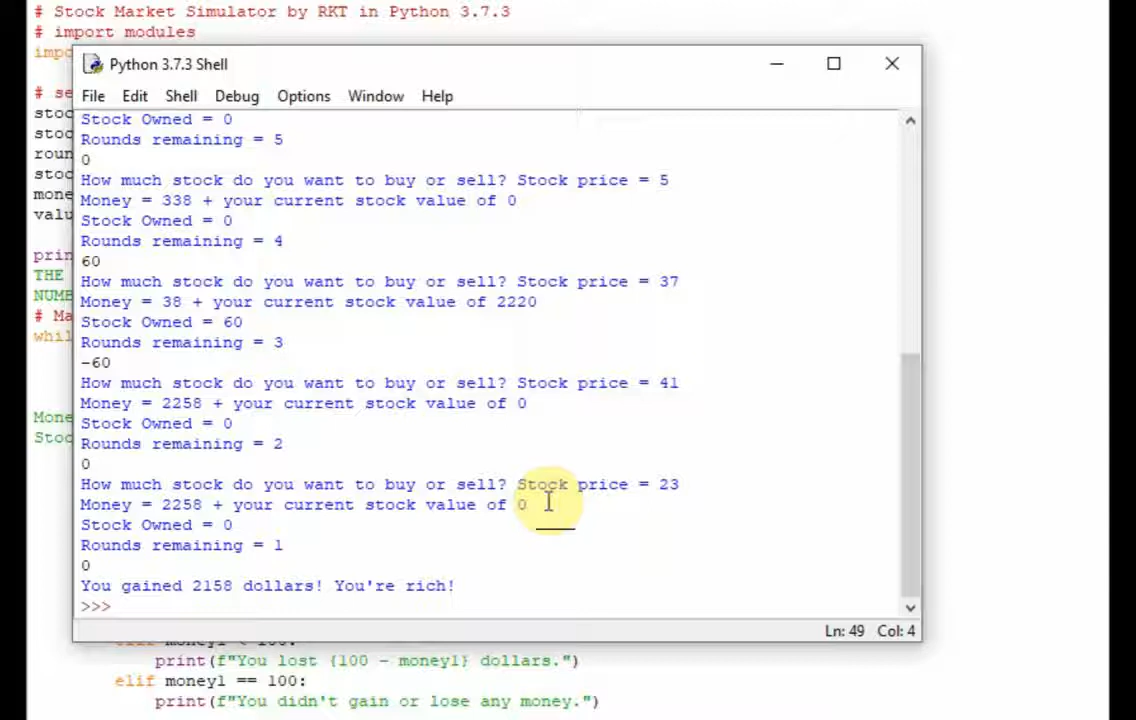 # Stock Market Simulator by RKT in Python 3.7.3
# import modules
Python 3.7.3 Shell
File Edit Shell Debug Options Window Help
Stock Owned = 0
Rounds remaining = 5
0
How much stock do you want to buy or sell? Stock price = 5
Money = 338 + your current stock value of 0
Stock Owned = 0
Rounds remaining = 4
60
How much stock do you want to buy or sell? Stock price = 37
Money = 38 + your current stock value of 2220
Stock Owned = 60
Rounds remaining = 3
-60
How much stock do you want to buy or sell? Stock price = 41
Money = 2258 + your current stock value of 0
Stock Owned = 0
Rounds remaining = 2
0
How much stock do you want to buy or sell? Stock price = 23
Money = 2258 + your current stock value of 0
Stock Owned = 0
Rounds remaining = 1
0
You gained 2158 dollars! You're rich!
>>>
Ln: 49 Col: 4
THE
# Ma
elif money1 < 100:
print(f"You lost {100 - money1} dollars.")
elif money1 == 100:
print(f"You didn't gain or lose any money.")